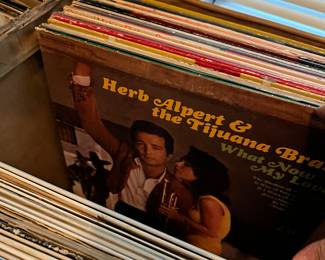 Herb Alpert &
the Tijuana Bra
What Now
My Lov